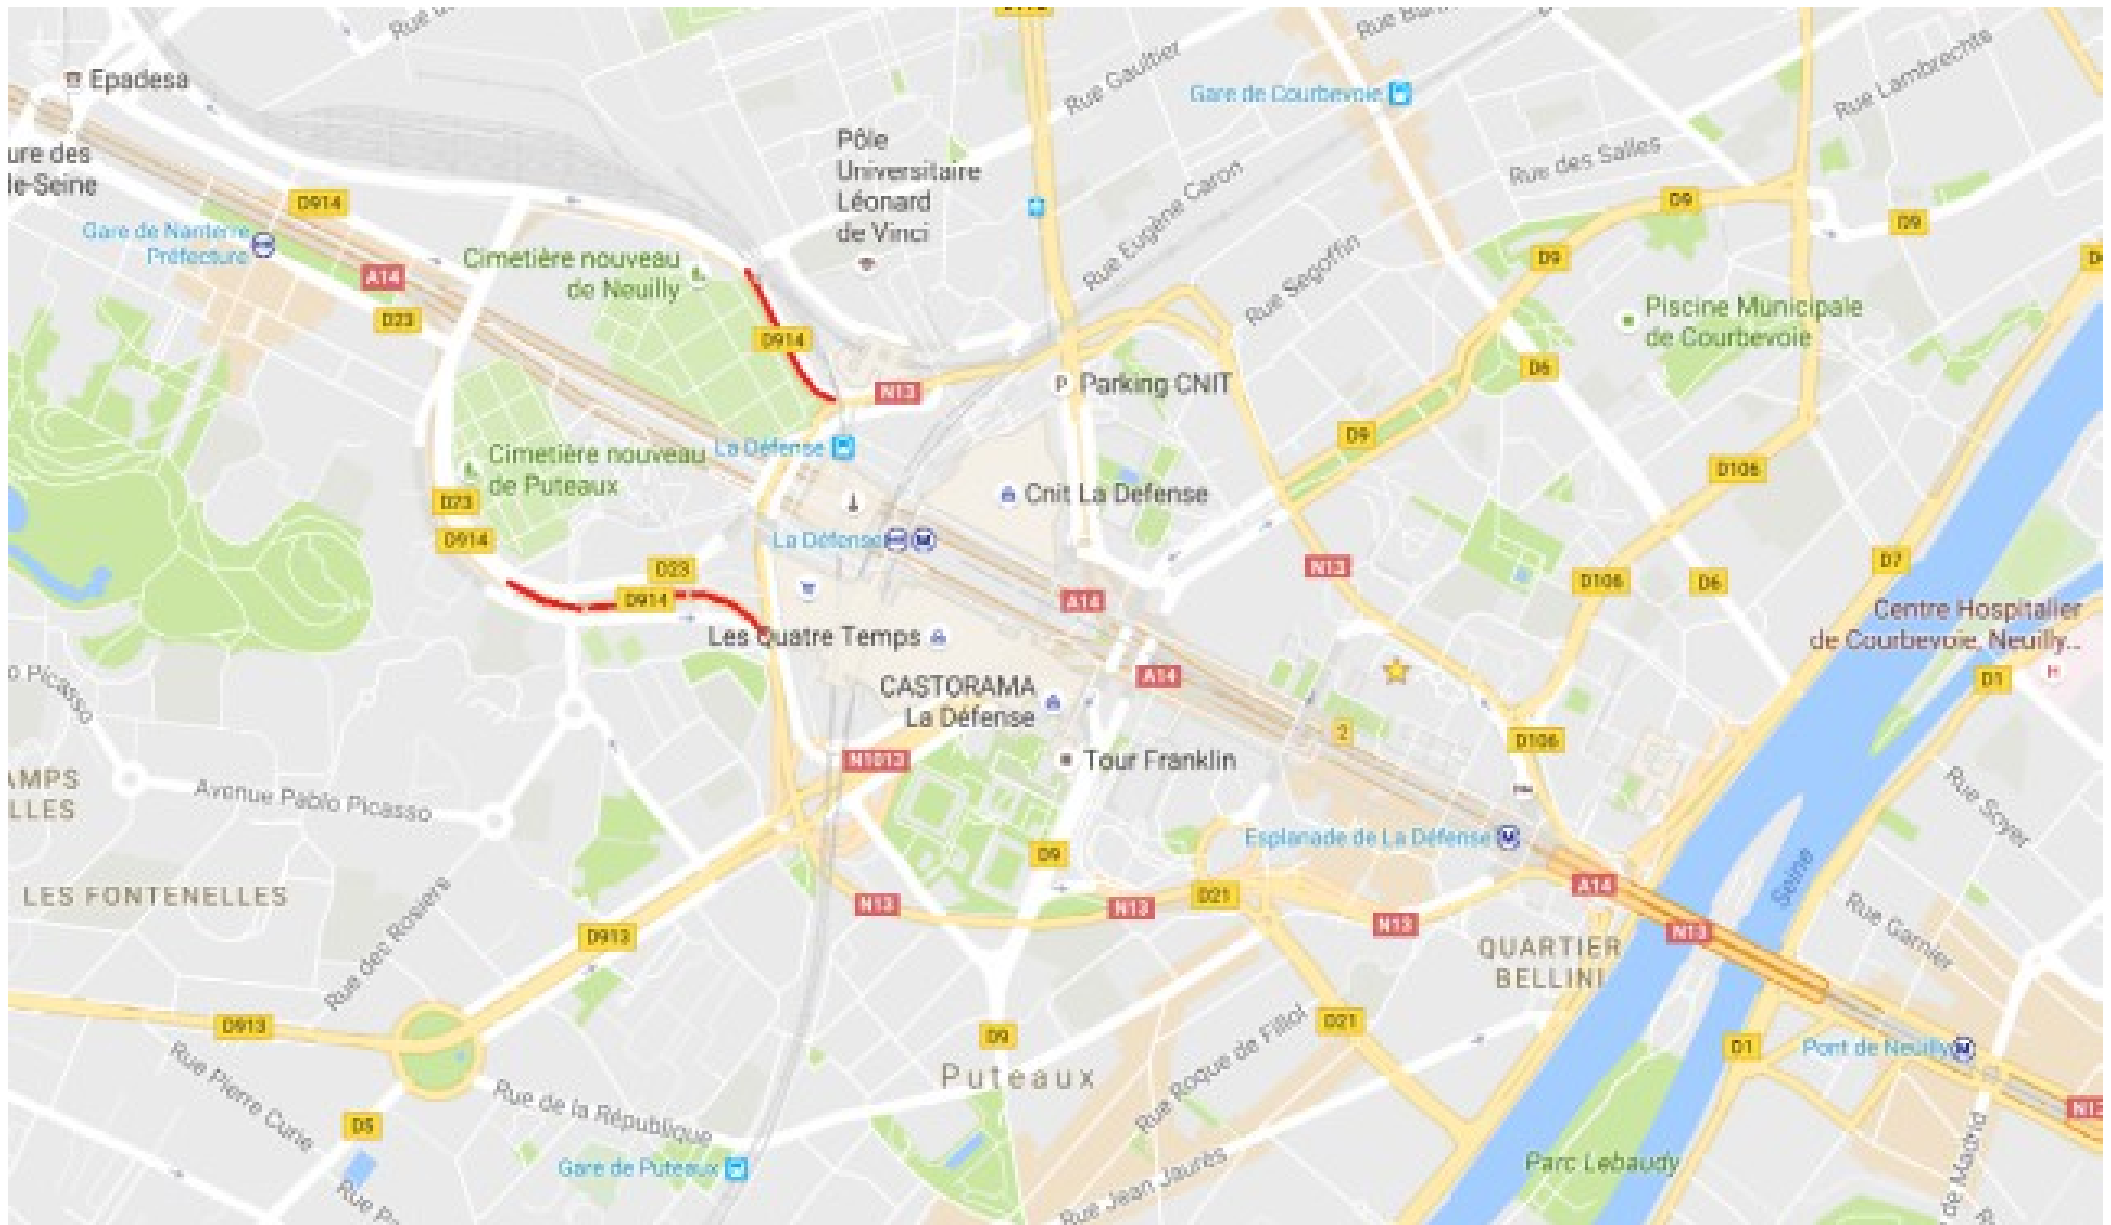 Epadesa
ure des
le-Seine
D914
Gare de Nanterre
Préfecture
A14
D23
Cimetière nouveau
de Neuilly
D914
Pôle
Universitaire
Léonard
de Vinci
Rue Gaultier
Gare de Courbevoie
Rue Lambrechts
Rue des Salles
Rue Eugène Caron
Rue Segoffin
D9
D9
D9
Piscine Municipale
de Courbevoie
D6
N13
Parking CNIT
La Défense
Cimetière nouveau
de Puteaux
D23
D914
Cnit La Defense
D9
D106
La Défense
D23
D914
A14
N13
D106
D6
D7
Centre Hospitalier
de Courbevoie, Neuilly...
D1
Les Quatre Temps
A14
CASTORAMA
La Défense
o Picasso
2
D106
N1013
Tour Franklin
AMPS
LLES
Avenue Pablo Picasso
Rue Soyer
Esplanade de La Défense
D9
A14
Seine
LES FONTENELLES
N13
N13
D21
N13
N13
Rue Garnier
Rue des Rosiers
D913
QUARTIER
BELLINI
D913
D9
D21
D1
Pont de Neuilly
Rue Pierre Curie
Puteaux
Rue Roque de Fillol
Rue de la République
D5
N13
Gare de Puteaux
Rue Jean Jaurès
Parc Lebaudy
de Madrid